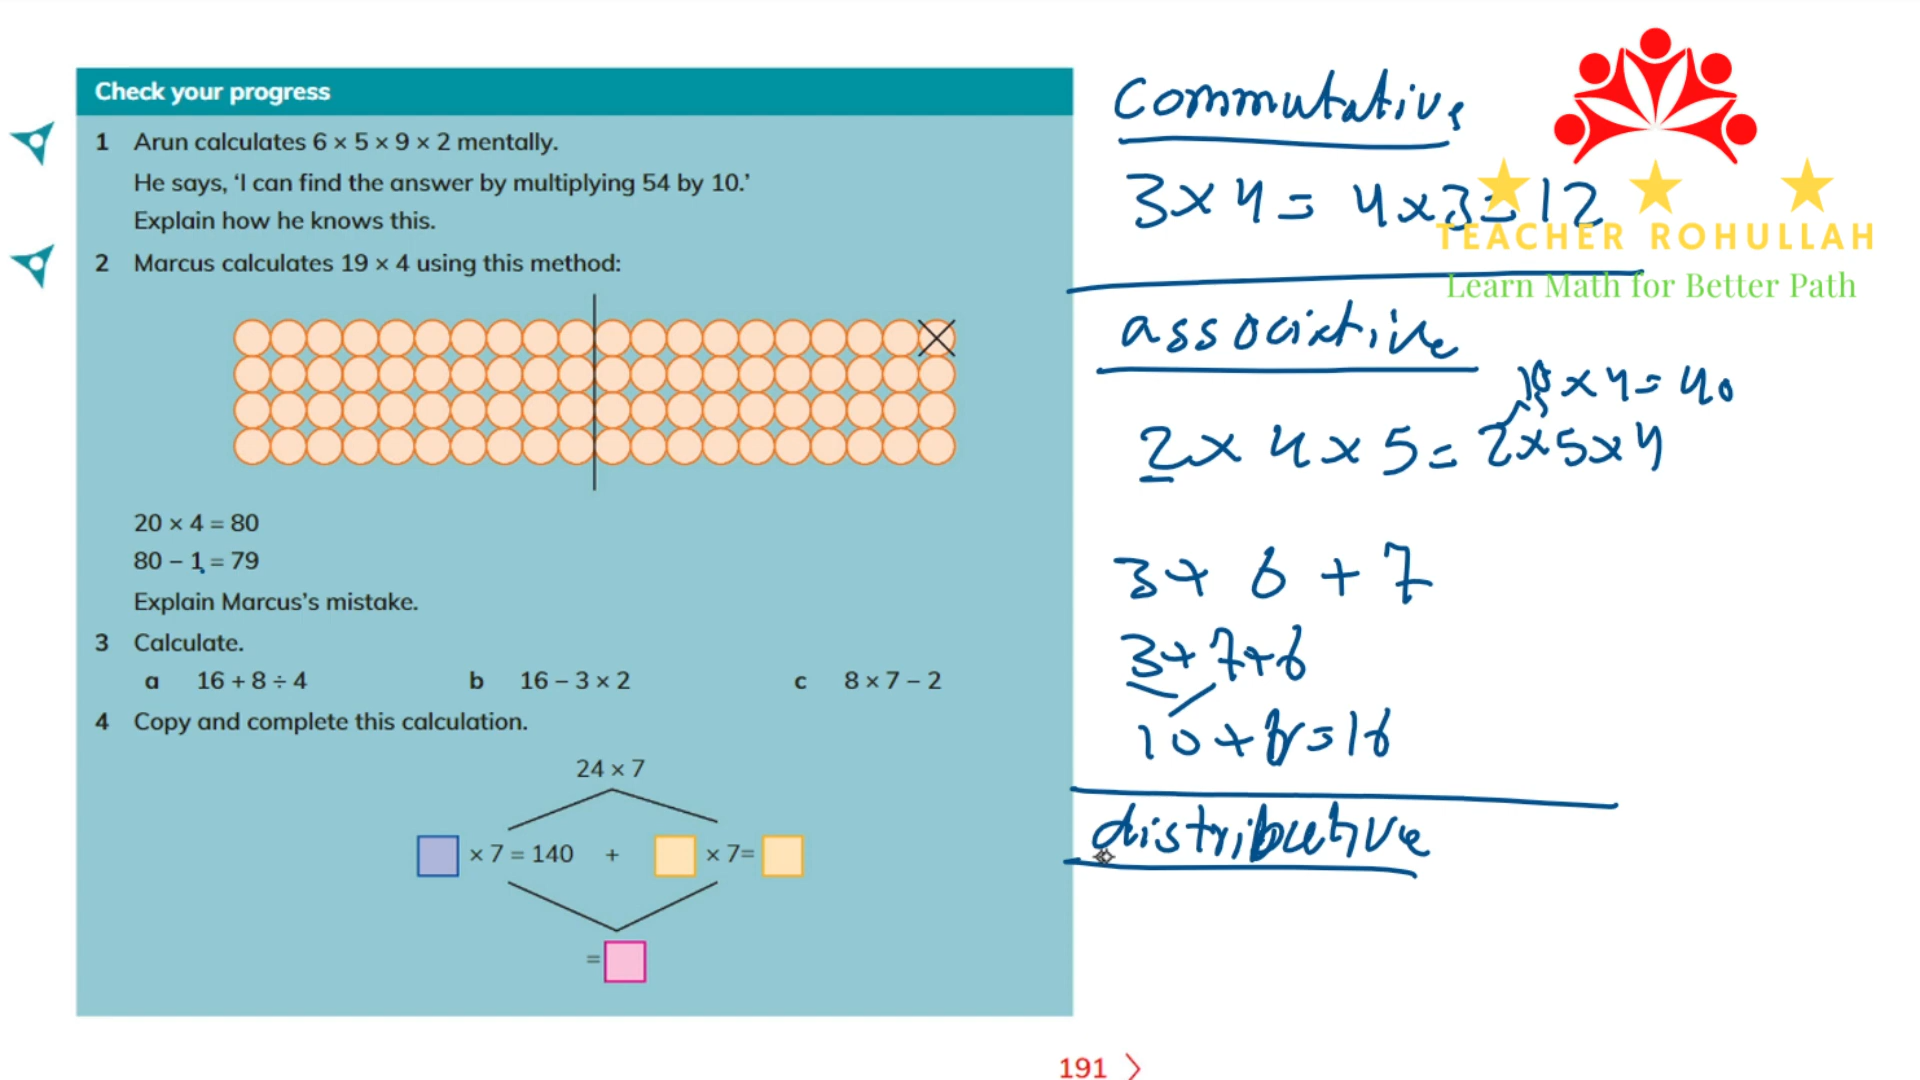 Check your progress
1 Arun calculates 6 × 5 × 9 × 2 mentally.
He says, ‘I can find the answer by multiplying 54 by 10.’
Explain how he knows this.
2 Marcus calculates 19 × 4 using this method:
20 × 4 = 80
80 – 1 = 79
Explain Marcus’s mistake.
3 Calculate.
a 16 + 8 ÷ 4 b 16 – 3 × 2 c 8 × 7 – 2
4 Copy and complete this calculation.
24 × 7
× 7 = 140 + × 7=
=
191
commutative
3 × 4 = 4 × 3 = 12
TEACHER ROHULLAH
Learn Math for Better Path
10 × 4 = 40
2 × 4 × 5 = 2 × 5 × 4
3 + 6 + 7
3 + 7 + 6
10 + 6 = 16
distributive